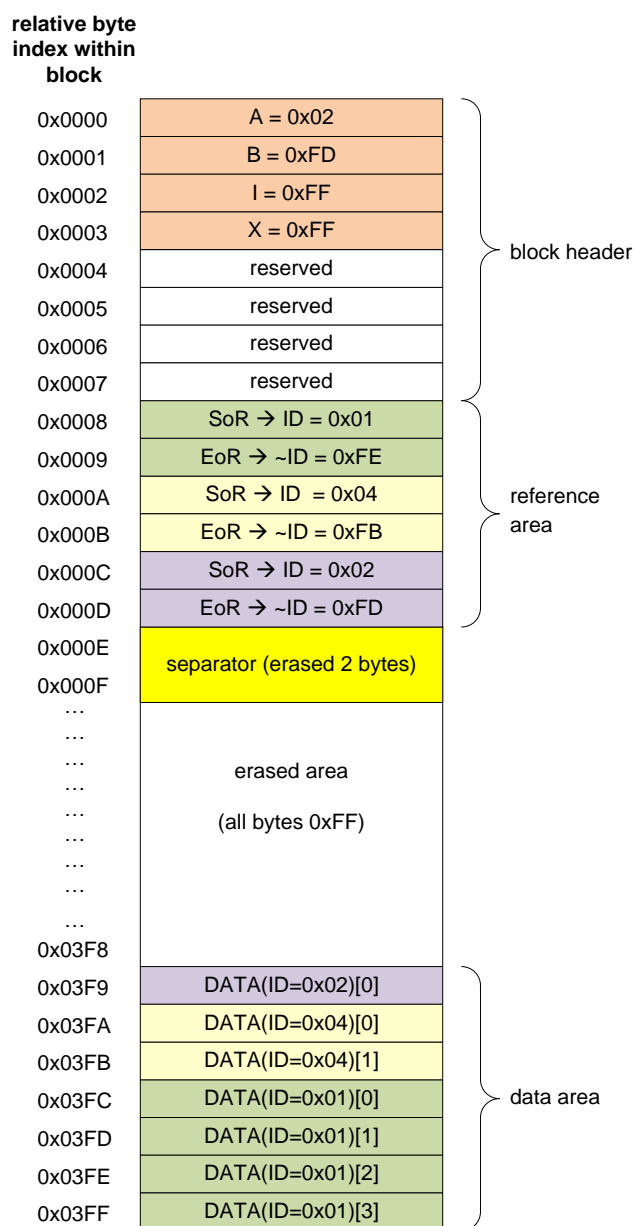 relative byte
index within
block
0x0000 A = 0x02
0x0001 B = 0xFD
0x0002 I = 0xFF
0x0003 X = 0xFF
block header
0x0004 reserved
0x0005 reserved
0x0006 reserved
0x0007 reserved
0x0008 SoR → ID = 0x01
0x0009 EoR → ~ID = 0xFE
0x000A SoR → ID = 0x04
reference
area
0x000B EoR → ~ID = 0xFB
0x000C SoR → ID = 0x02
0x000D EoR → ~ID = 0xFD
0x000E
separator (erased 2 bytes)
0x000F
…
…
…
erased area
…
…
(all bytes 0xFF)
…
…
…
…
0x03F8
0x03F9 DATA(ID=0x02)[0]
0x03FA DATA(ID=0x04)[0]
0x03FB DATA(ID=0x04)[1]
0x03FC DATA(ID=0x01)[0] data area
0x03FD DATA(ID=0x01)[1]
0x03FE DATA(ID=0x01)[2]
0x03FF DATA(ID=0x01)[3]